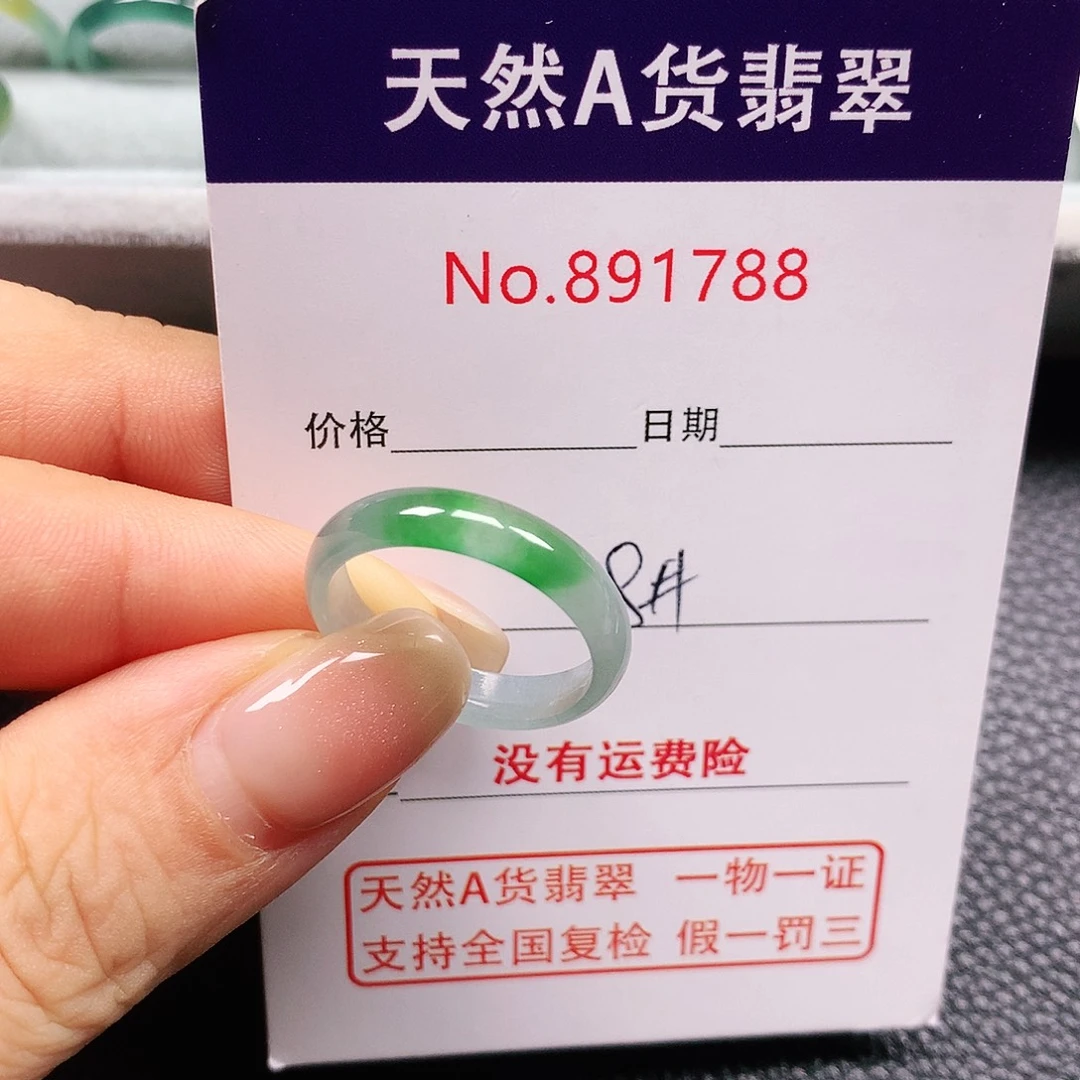 天然A货翡翠
No.891788
价格 日期
8#
没有运费险
天然A货翡翠 一物一证
支持全国复检 假一罚三